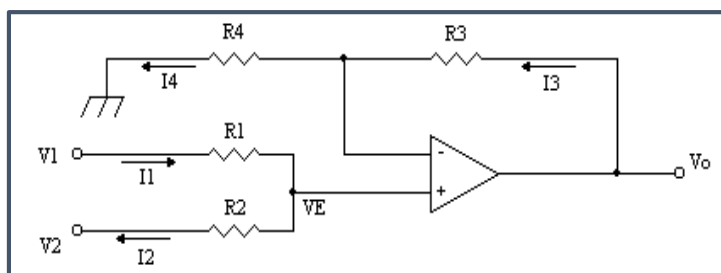 R4 R3
I4 I3
V1 R1
I1
- Vo
+
R2 VE
V2 I2